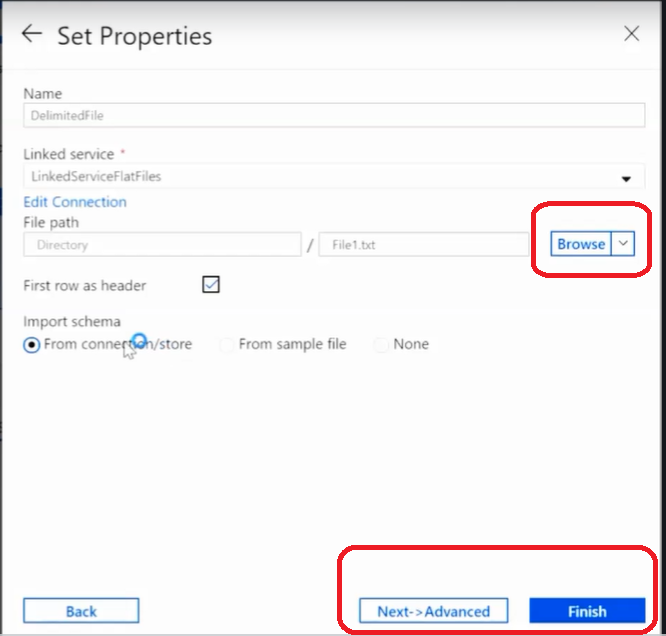 Set Properties
Name
DelimitedFile
Linked service *
LinkedServiceFlatFiles
Edit Connection
File path
Directory / File1.txt Browse
First row as header
Import schema
From connection/store From sample file None
Back Next->Advanced Finish